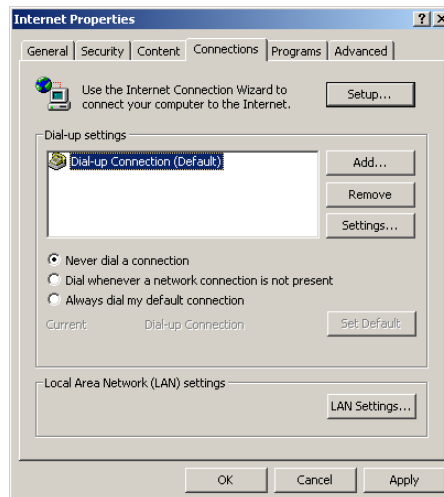 Internet Properties
General Security Content Connections Programs Advanced
Use the Internet Connection Wizard to
connect your computer to the Internet.
Setup...
Dial-up settings
Dial-up Connection (Default)
Add...
Remove
Settings...
Never dial a connection
Dial whenever a network connection is not present
Always dial my default connection
Current Dial-up Connection Set Default
Local Area Network (LAN) settings
LAN Settings...
OK Cancel Apply